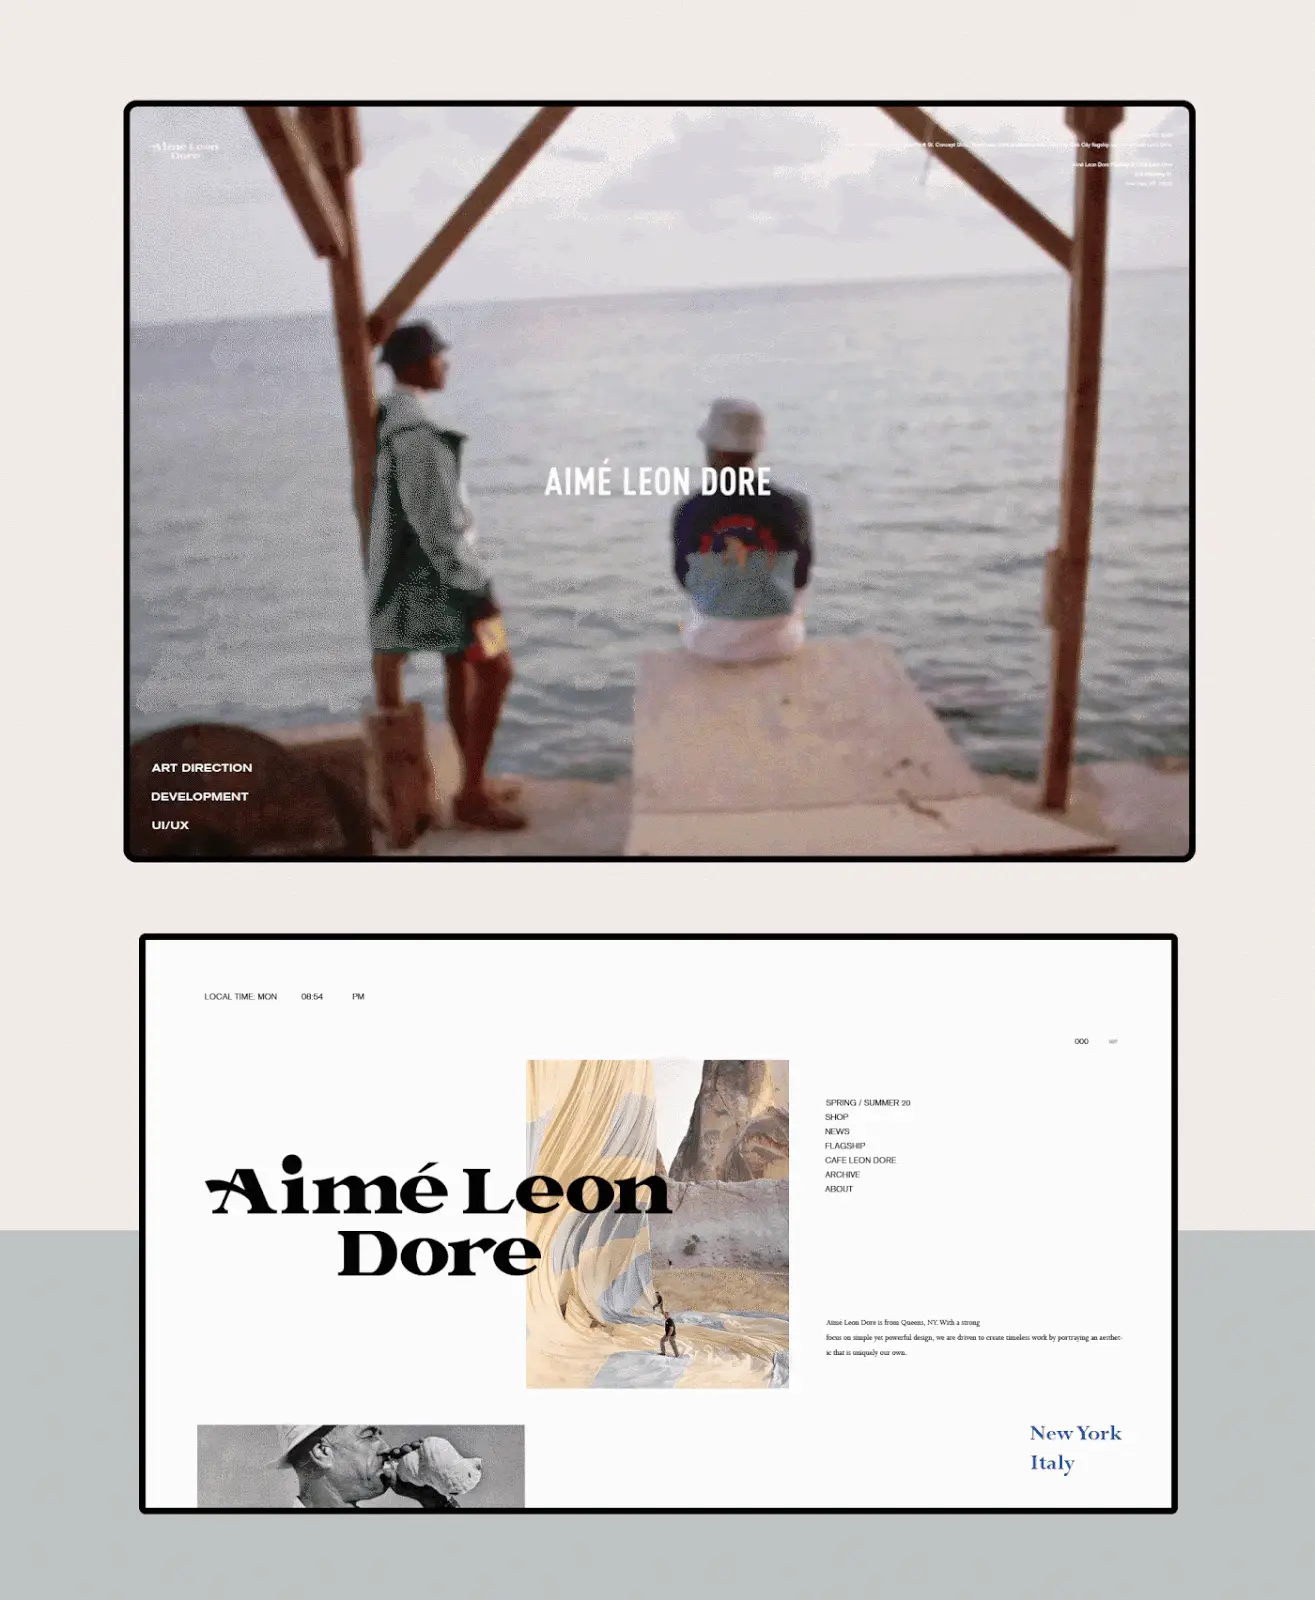 Aimé Leon
Dore
AIMÉ LEON DORE
ART DIRECTION
DEVELOPMENT
UI/UX
LOCAL TIME: MON 08:54 PM
000
SPRING / SUMMER 20
SHOP
NEWS
FLAGSHIP
CAFE LEON DORE
ARCHIVE
ABOUT
Aimé Leon
Dore
Aime Leon Dore is from Queens, NY. With a strong
focus on simple yet powerful design, we are driven to create timeless work by portraying an aesthet-
ic that is uniquely our own.
New York
Italy